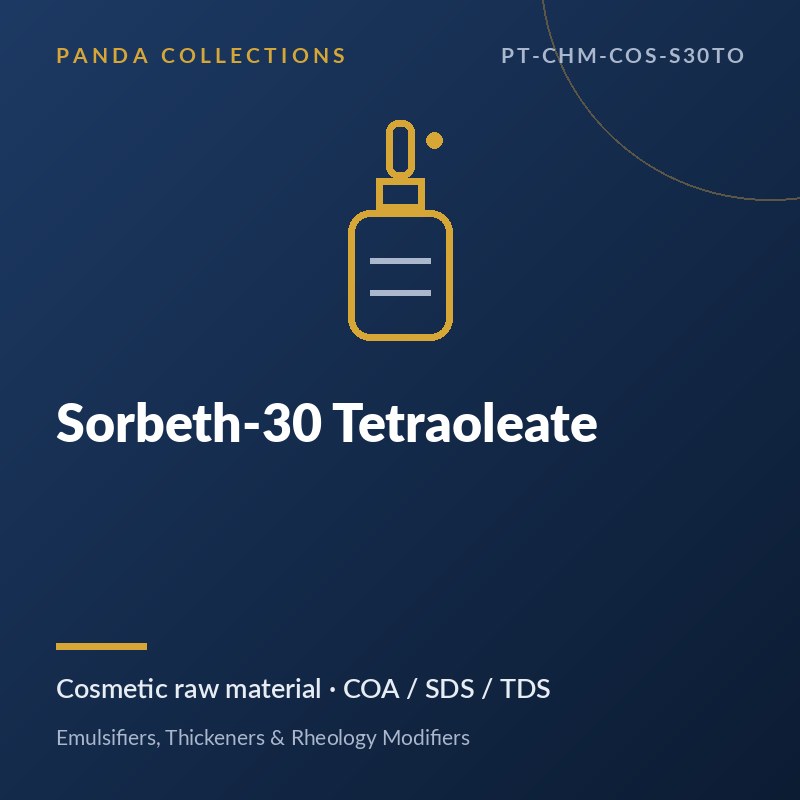 PANDA COLLECTIONS
PT-CHM-COS-S30TO
Sorbeth-30 Tetraoleate
Cosmetic raw material · COA / SDS / TDS
Emulsifiers, Thickeners & Rheology Modifiers